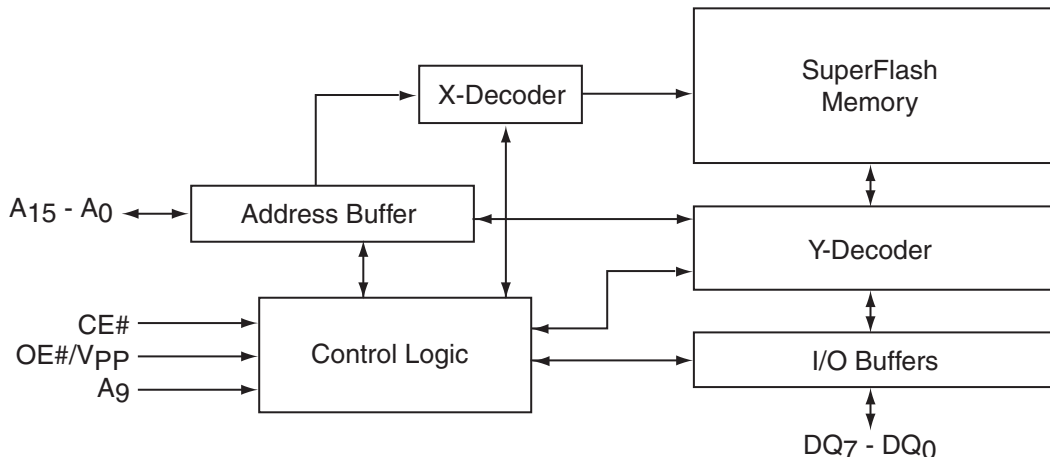 SuperFlash
Memory
X-Decoder
A15 - A0
Address Buffer
Y-Decoder
CE#
OE#/VPP
A9
Control Logic
I/O Buffers
DQ7 - DQ0